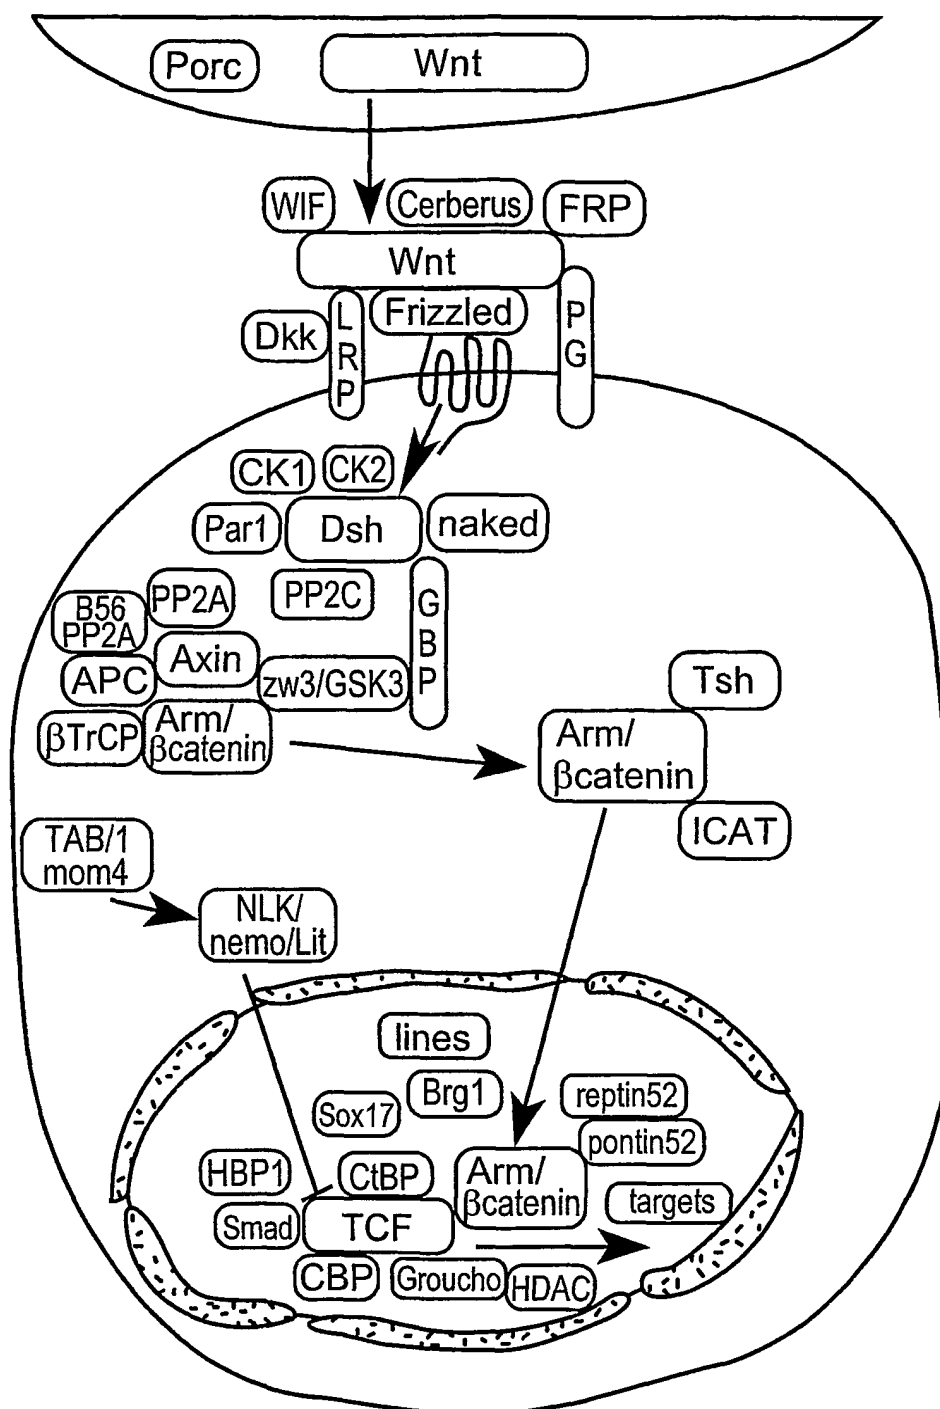 Porc
Wnt
WIF
Cerberus
FRP
Wnt
Dkk
L
R
P
Frizzled
P
G
CK1
CK2
Par1
Dsh
naked
B56
PP2A
PP2A
PP2C
G
B
P
APC
Axin
zw3/GSK3
βTrCP
Arm/
βcatenin
Tsh
Arm/
βcatenin
ICAT
TAB/1
mom4
NLK/
nemo/Lit
lines
Brg1
Sox17
reptin52
pontin52
HBP1
CtBP
Arm/
βcatenin
targets
Smad
TCF
CBP
Groucho
HDAC